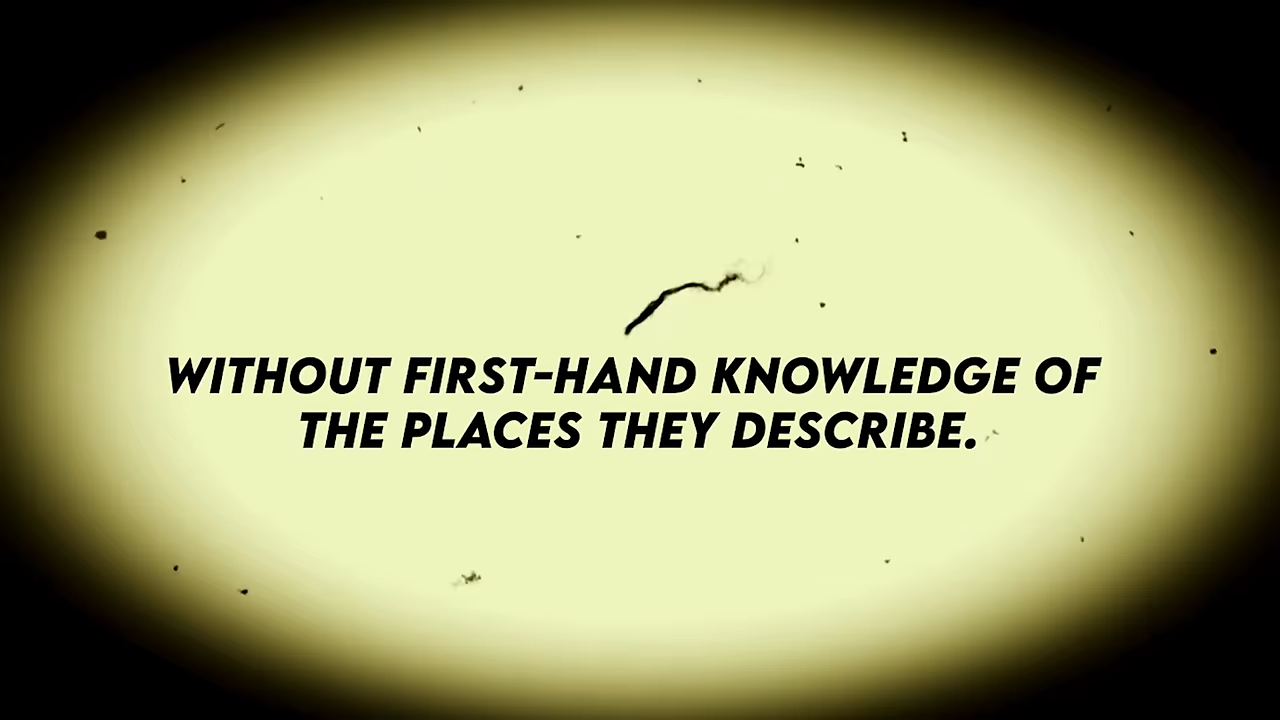 WITHOUT FIRST-HAND KNOWLEDGE OF
THE PLACES THEY DESCRIBE.